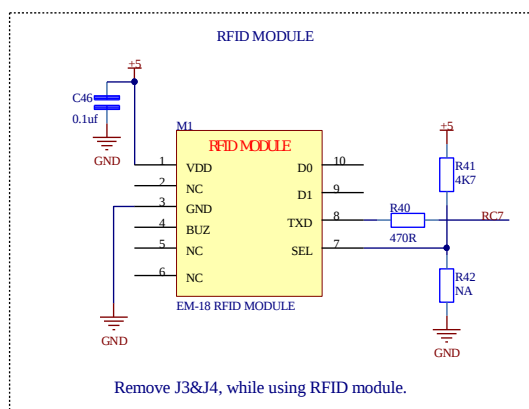 RFID MODULE
+5
C46
0.1uf
GND
M1
RFID MODULE
1
VDD
2
NC
3
GND
4
BUZ
5
NC
6
NC
D0
10
D1
9
TXD
8
SEL
7
EM-18 RFID MODULE
GND
R40
470R
+5
R41
4K7
RC7
R42
NA
GND
Remove J3&J4, while using RFID module.